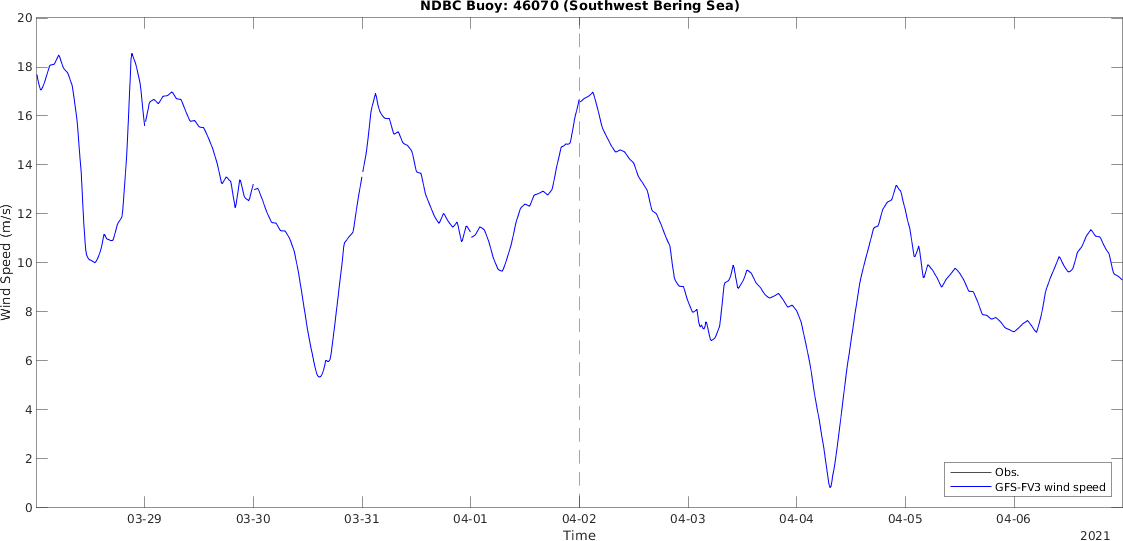 NDBC Buoy: 46070 (Southwest Bering Sea)
20
18
16
14
12
10
8
6
4
2
0
Wind Speed (m/s)
03-29 03-30 03-31 04-01 04-02 04-03 04-04 04-05 04-06
Time
2021
Obs.
GFS-FV3 wind speed